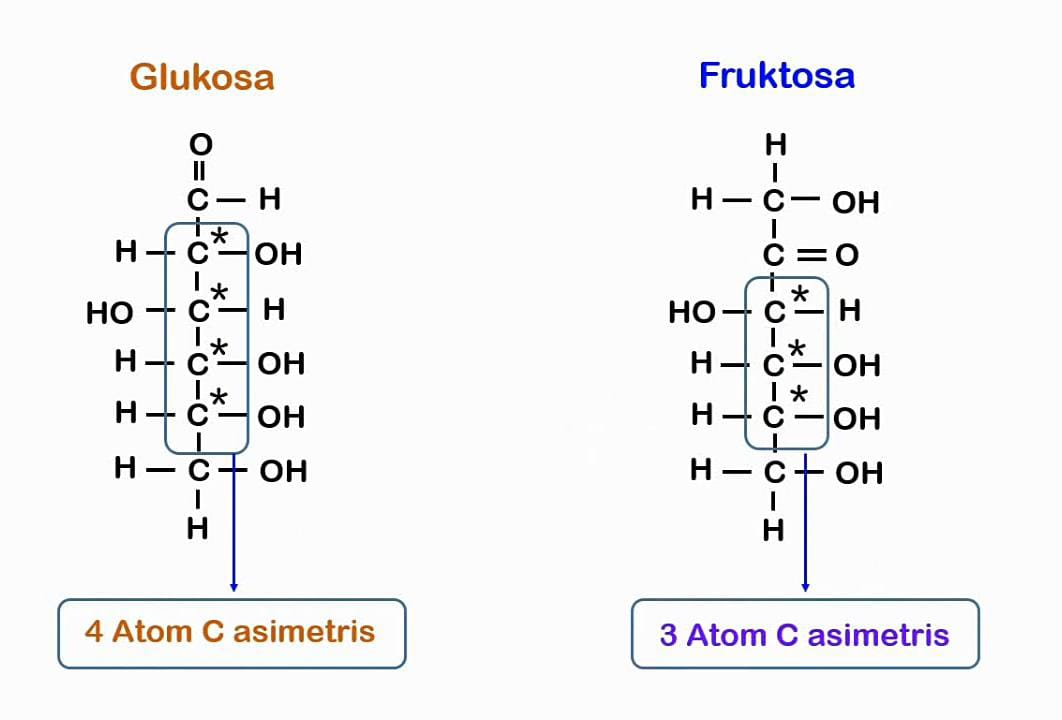 Glukosa
O
C — H
H — C* — OH
HO — C* — H
H — C* — OH
H — C* — OH
H — C — OH
H
4 Atom C asimetris
Fruktosa
H
H — C — OH
C = O
HO — C* — H
H — C* — OH
H — C* — OH
H — C — OH
H
3 Atom C asimetris